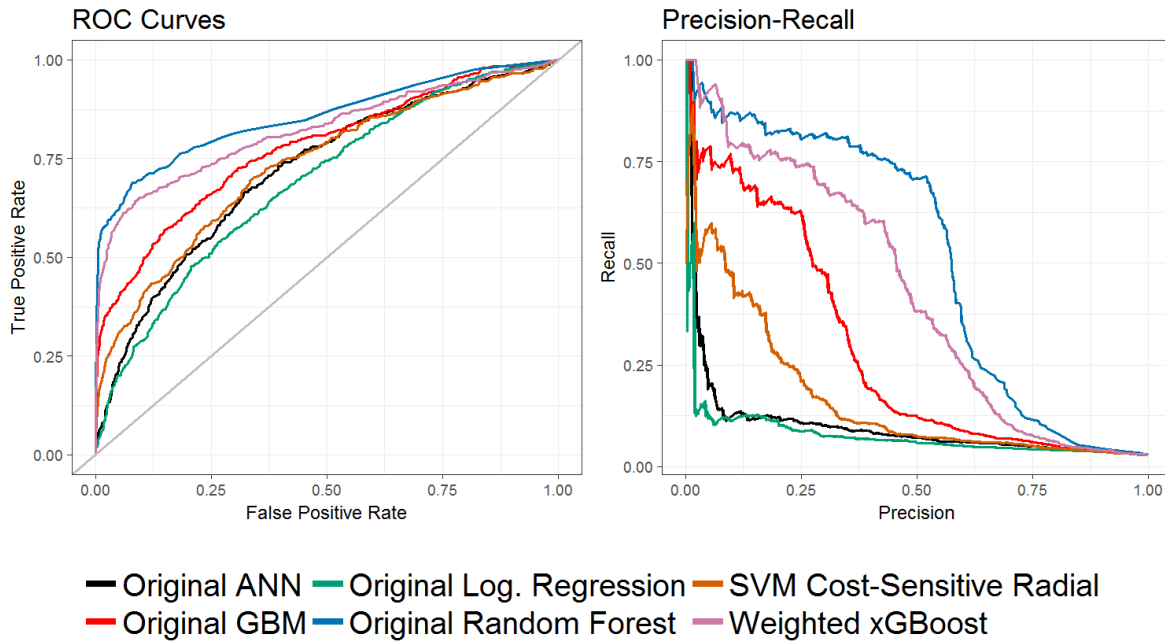 ROC Curves
Precision-Recall
1.00
0.75
0.50
0.25
0.00
True Positive Rate
0.00 0.25 0.50 0.75 1.00
False Positive Rate
1.00
0.75
0.50
0.25
0.00
Recall
0.00 0.25 0.50 0.75 1.00
Precision
Original ANN Original Log. Regression SVM Cost-Sensitive Radial
Original GBM Original Random Forest Weighted xGBoost